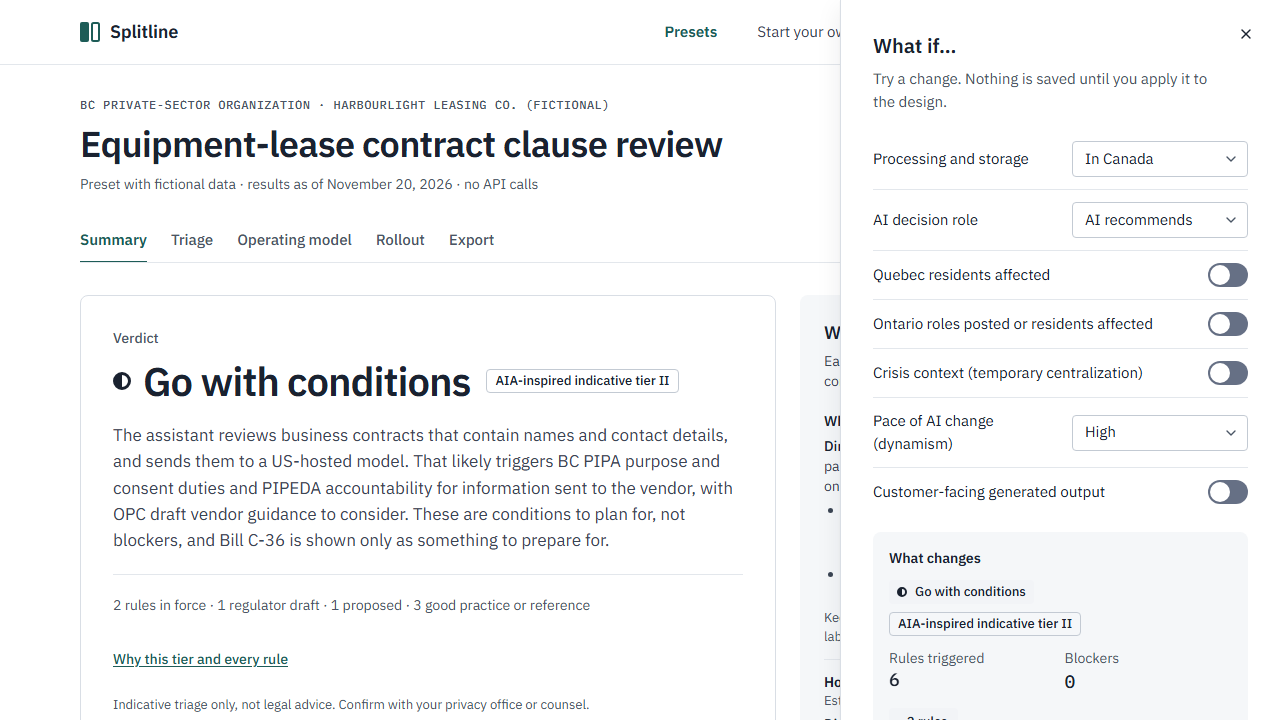 Splitline
Presets
Start your
BC PRIVATE-SECTOR ORGANIZATION · HARBOURLIGHT LEASING CO. (FICTIONAL)
Equipment-lease contract clause review
Preset with fictional data · results as of November 20, 2026 · no API calls
Summary
Triage
Operating model
Rollout
Export
Verdict
Go with conditions
AIA-inspired indicative tier II
The assistant reviews business contracts that contain names and contact details,
and sends them to a US-hosted model. That likely triggers BC PIPA purpose and
consent duties and PIPEDA accountability for information sent to the vendor, with
OPC draft vendor guidance to consider. These are conditions to plan for, not
blockers, and Bill C-36 is shown only as something to prepare for.
2 rules in force · 1 regulator draft · 1 proposed · 3 good practice or reference
Why this tier and every rule
Indicative triage only, not legal advice. Confirm with your privacy office or counsel.
What if...
Try a change. Nothing is saved until you apply it to
the design.
Processing and storage
In Canada
AI decision role
AI recommends
Quebec residents affected
Ontario roles posted or residents affected
Crisis context (temporary centralization)
Pace of AI change
(dynamism)
High
Customer-facing generated output
What changes
Go with conditions
AIA-inspired indicative tier II
Rules triggered
6
Blockers
0